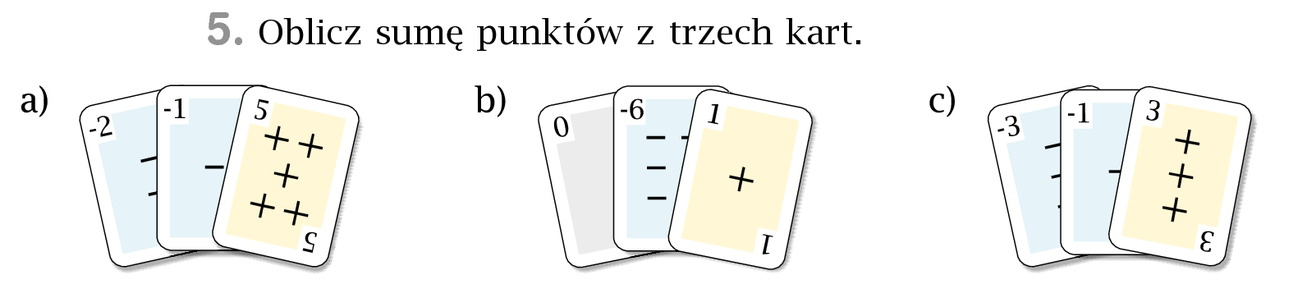 5. Oblicz sumę punktów z trzech kart.
a) -2 -1 5 5
b) 0 -6 1 1
c) -3 -1 3 3